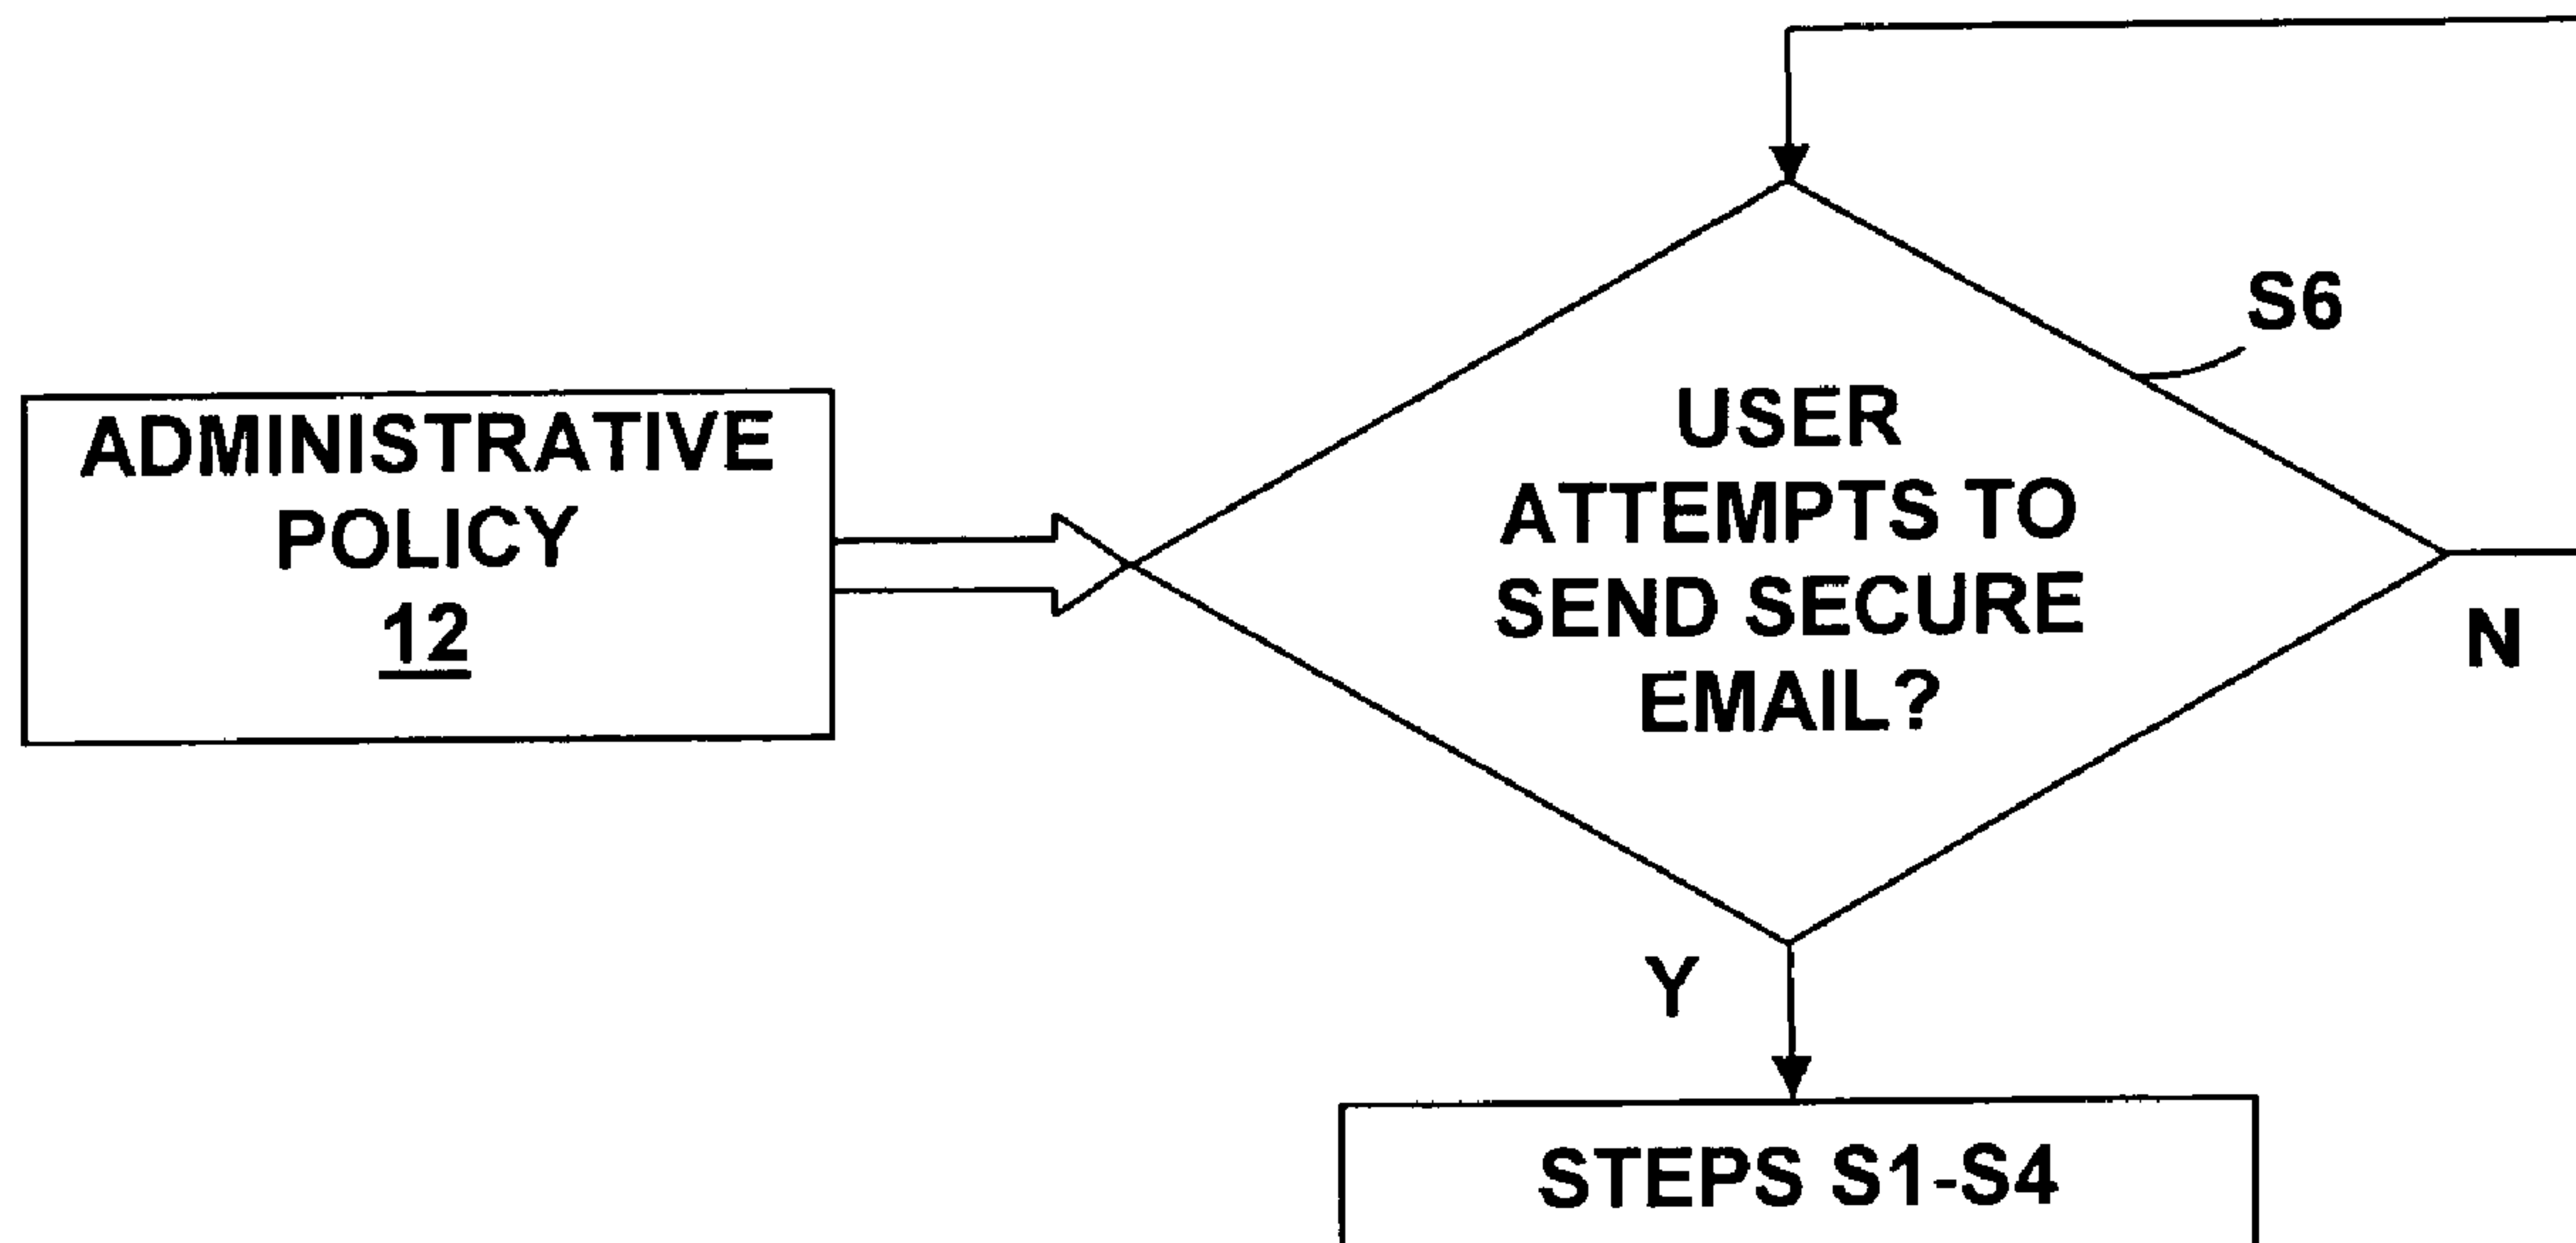 ADMINISTRATIVE
POLICY
12
S6
USER
ATTEMPTS TO
SEND SECURE
EMAIL?
N
Y
STEPS S1-S4